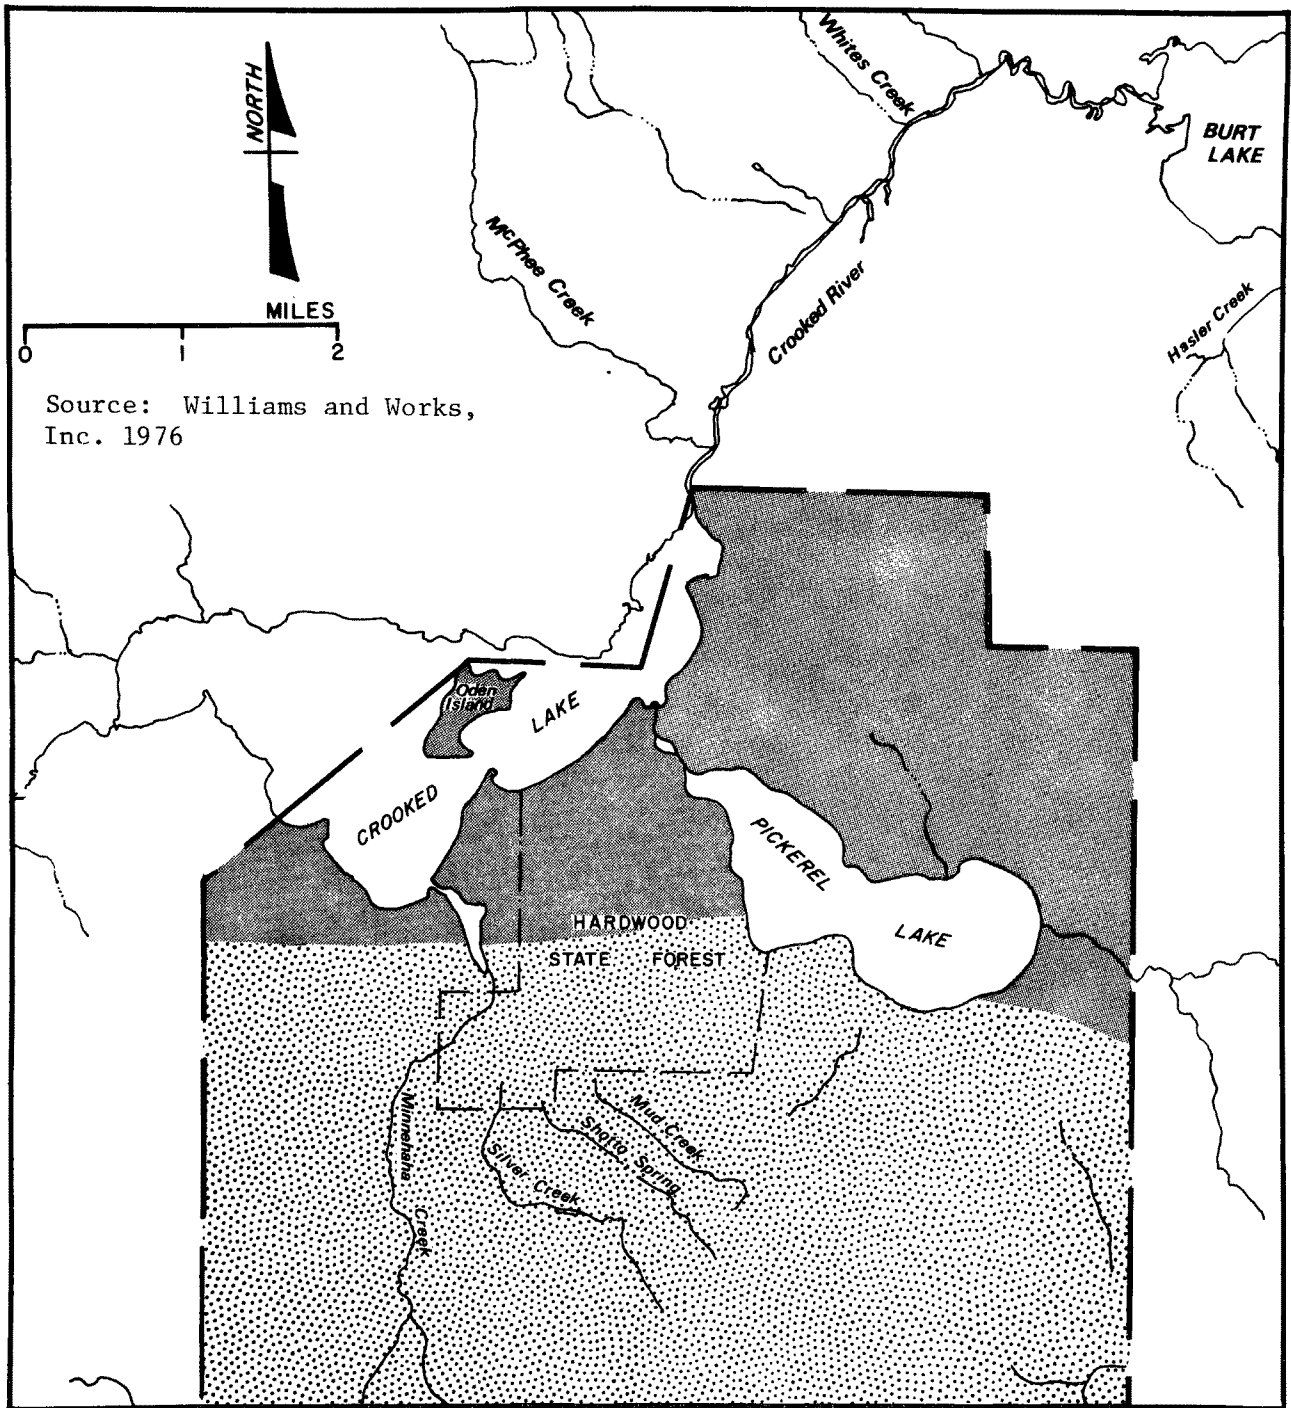 Whites Creek
NORTH
BURT
LAKE
McPhee Creek
Crooked River
MILES
0 1 2
Hasler Creek
Source: Williams and Works,
Inc. 1976
Oden
Island
LAKE
CROOKED
PICKEREL
LAKE
HARDWOOD
STATE FOREST
Minnehaha Creek
Mud Creek
Shotto Spring
Silver Creek